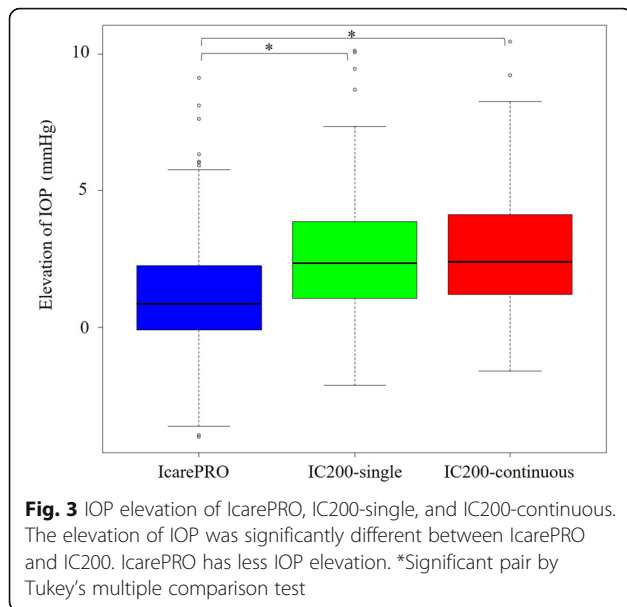 *
*
10
5
0
Elevation of IOP (mmHg)
IcarePRO IC200-single IC200-continuous
Fig. 3 IOP elevation of IcarePRO, IC200-single, and IC200-continuous.
The elevation of IOP was significantly different between IcarePRO
and IC200. IcarePRO has less IOP elevation. *Significant pair by
Tukey’s multiple comparison test